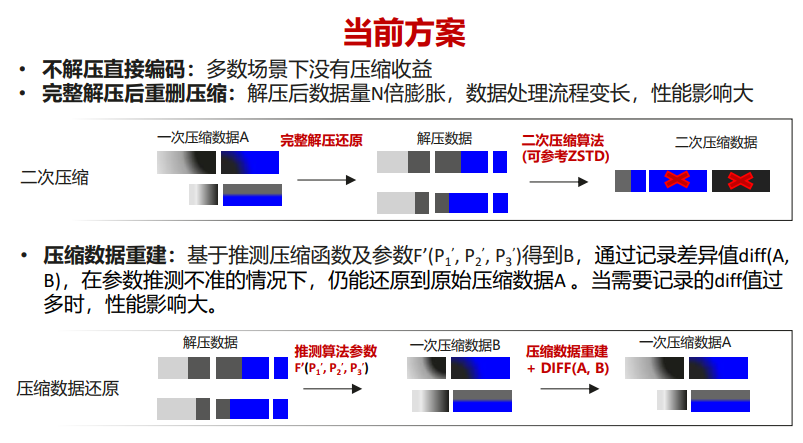 当前方案
• 不解压直接编码：多数场景下没有压缩收益
• 完整解压后重删压缩：解压后数据量N倍膨胀，数据处理流程变长，性能影响大
一次压缩数据A
完整解压还原
解压数据
二次压缩算法
(可参考ZSTD)
二次压缩数据
二次压缩
• 压缩数据重建：基于推测压缩函数及参数F’(P₁’, P₂’, P₃’)得到B，通过记录差异值diff(A,
B)，在参数推测不准的情况下，仍能还原到原始压缩数据A 。当需要记录的diff值过
多时，性能影响大。
解压数据
推测算法参数
F’(P₁’, P₂’, P₃’)
一次压缩数据B
压缩数据重建
+ DIFF(A, B)
一次压缩数据A
压缩数据还原